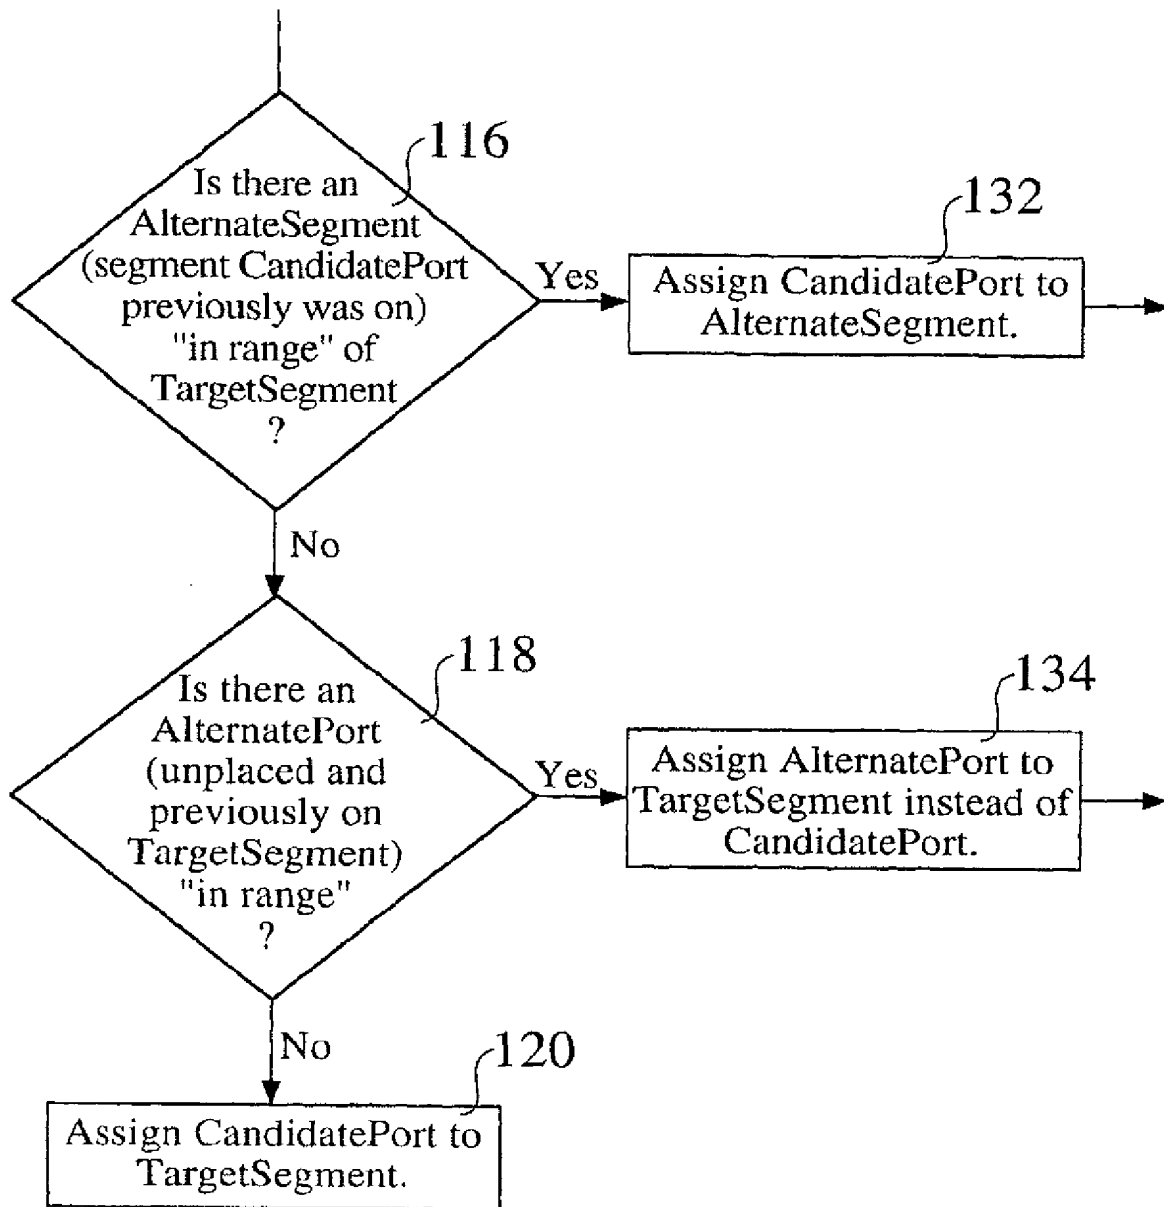 116
Is there an
AlternateSegment
(segment CandidatePort
previously was on)
"in range" of
TargetSegment
?
Yes
132
Assign CandidatePort to
AlternateSegment.
No
118
Is there an
AlternatePort
(unplaced and
previously on
TargetSegment)
"in range"
?
Yes
134
Assign AlternatePort to
TargetSegment instead of
CandidatePort.
No
120
Assign CandidatePort to
TargetSegment.